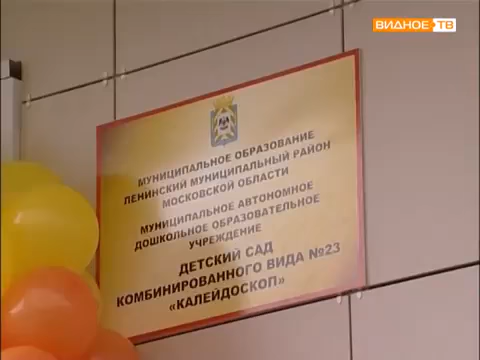 ВИДНОЕ ТВ
МУНИЦИПАЛЬНОЕ ОБРАЗОВАНИЕ
ЛЕНИНСКИЙ МУНИЦИПАЛЬНЫЙ РАЙОН
МОСКОВСКОЙ ОБЛАСТИ
МУНИЦИПАЛЬНОЕ АВТОНОМНОЕ
ДОШКОЛЬНОЕ ОБРАЗОВАТЕЛЬНОЕ
УЧРЕЖДЕНИЕ
ДЕТСКИЙ САД
КОМБИНИРОВАННОГО ВИДА №23
«КАЛЕЙДОСКОП»